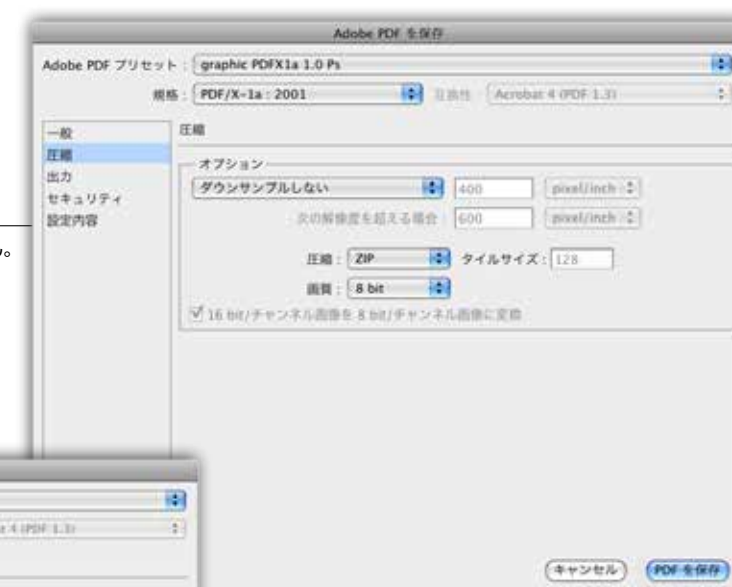 Adobe PDF を保存
Adobe PDF プリセット : graphic PDFX1a 1.0 Ps
規格 : PDF/X-1a : 2001 互換性 : Acrobat 4 (PDF 1.3)
一般
圧縮
出力
セキュリティ
設定内容
圧縮
オプション
ダウンサンプルしない 400 pixel/inch
次の解像度を超える場合 : 600 pixel/inch
圧縮 : ZIP タイルサイズ : 128
画質 : 8 bit
16 bit/チャンネル画像を 8 bit/チャンネル画像に変換
キャンセル PDF を保存
。
t 4 (PDF 1.3)